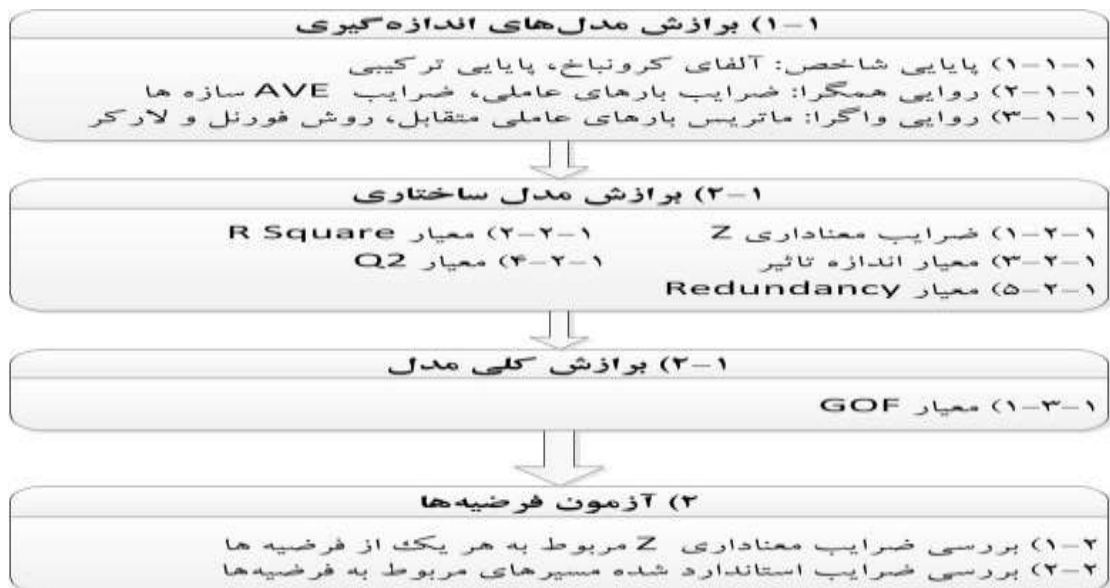 ۱-۱) برازش مدل‌های اندازه‌گیری
۱-۱-۱) پایایی شاخص: آلفای کرونباخ، پایایی ترکیبی
۲-۱-۱) روایی همگرا: ضرایب بارهای عاملی، ضرایب AVE سازه ها
۳-۱-۱) روایی واگرا: ماتریس بارهای عاملی متقابل، روش فورنل و لارکر
۲-۱) برازش مدل ساختاری
۱-۲-۱) ضرایب معناداری Z ۲-۲-۱) معیار R Square
۳-۲-۱) معیار اندازه تاثیر ۴-۲-۱) معیار Q2
۵-۲-۱) معیار Redundancy
۲-۱) برازش کلی مدل
۱-۳-۱) معیار GOF
۲) آزمون فرضیه‌ها
۱-۲) بررسی ضرایب معناداری Z مربوط به هر یک از فرضیه ها
۲-۲) بررسی ضرایب استاندارد شده مسیرهای مربوط به فرضیه‌ها